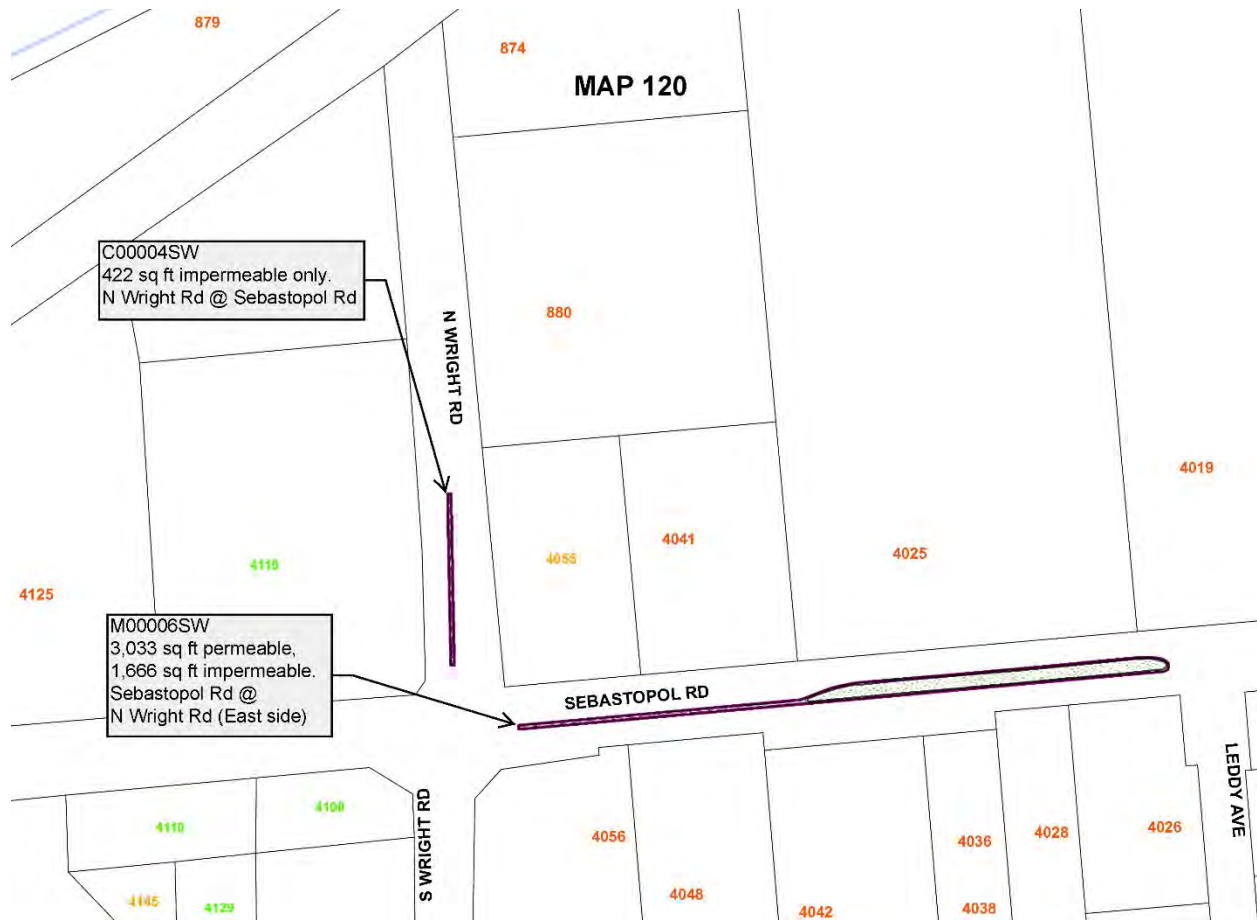 879
874
MAP 120
C00004SW
422 sq ft impermeable only.
N Wright Rd @ Sebastopol Rd
880
N WRIGHT RD
4019
4055
4041
4025
4115
4125
M00006SW
3,033 sq ft permeable,
1,666 sq ft impermeable.
Sebastopol Rd @
N Wright Rd (East side)
SEBASTOPOL RD
LEDDY AVE
S WRIGHT RD
4100
4110
4056
4036
4028
4026
4145
4129
4048
4042
4038